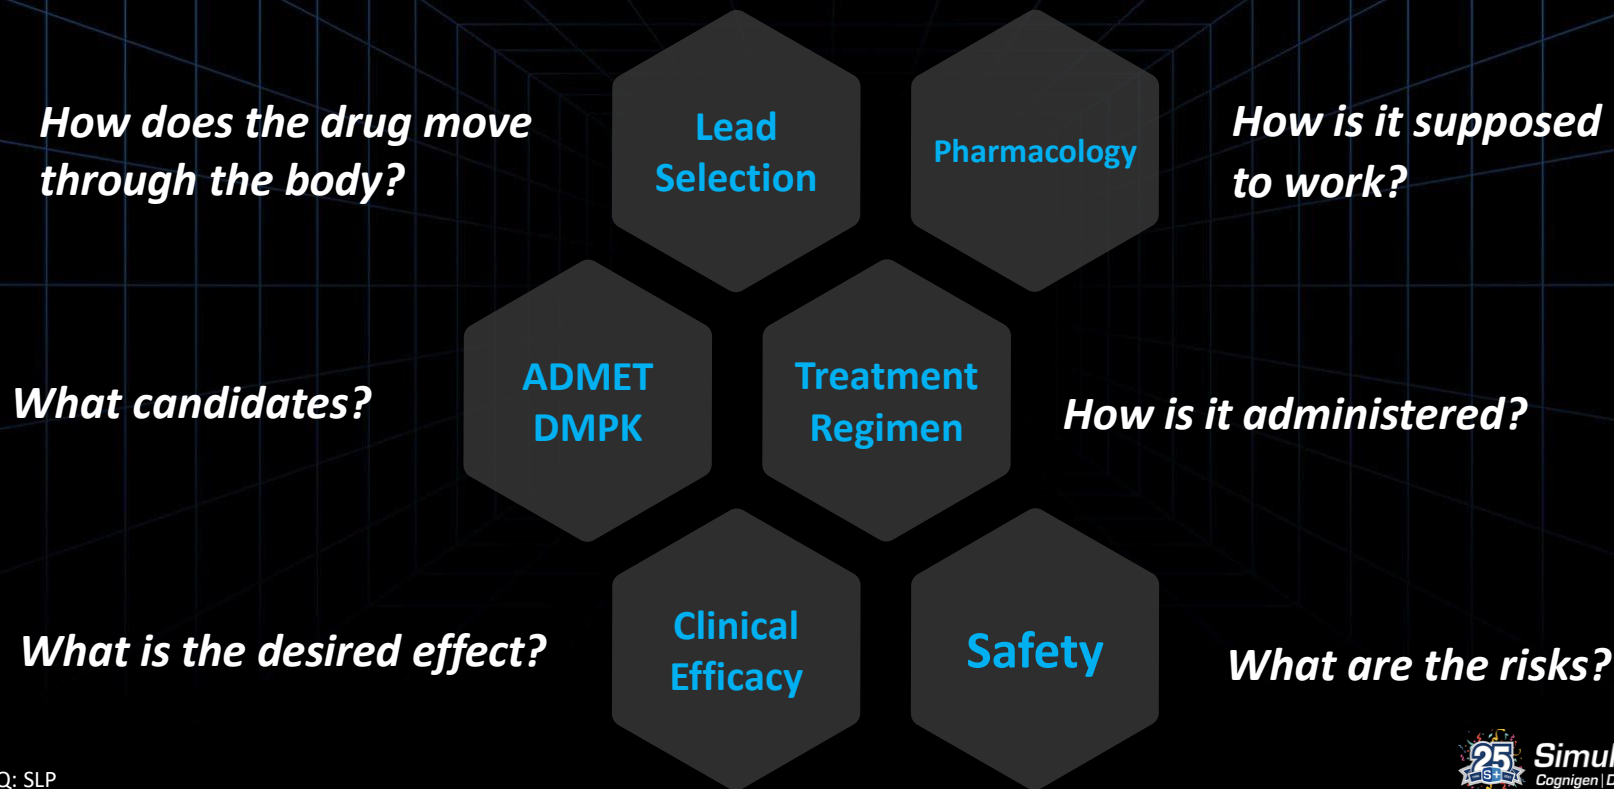 How does the drug move
through the body?
Lead
Selection
Pharmacology
How is it supposed
to work?
What candidates?
ADMET
DMPK
Treatment
Regimen
How is it administered?
What is the desired effect?
Clinical
Efficacy
Safety
What are the risks?
Q: SLP
25
S+
Simul
Cognigen | D